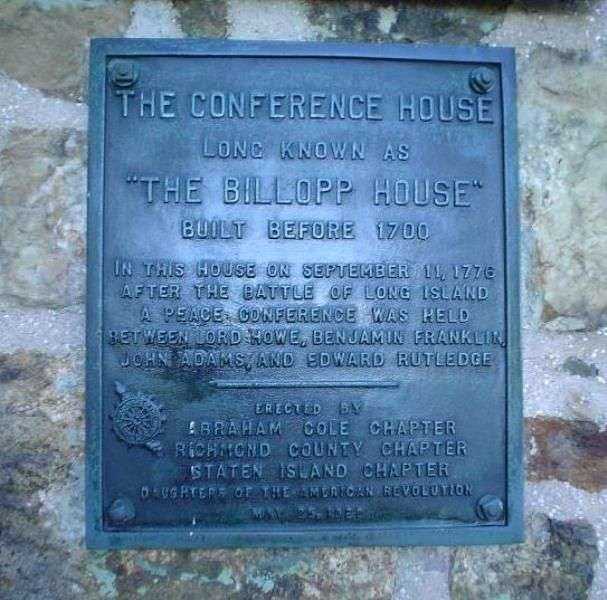 THE CONFERENCE HOUSE
LONG KNOWN AS
"THE BILLOPP HOUSE"
BUILT BEFORE 1700
IN THIS HOUSE ON SEPTEMBER 11, 1776
AFTER THE BATTLE OF LONG ISLAND
A PEACE CONFERENCE WAS HELD
BETWEEN LORD HOWE, BENJAMIN FRANKLIN,
JOHN ADAMS, AND EDWARD RUTLEDGE
ERECTED BY
ABRAHAM COLE CHAPTER
RICHMOND COUNTY CHAPTER
STATEN ISLAND CHAPTER
DAUGHTERS OF THE AMERICAN REVOLUTION
MAY 25,